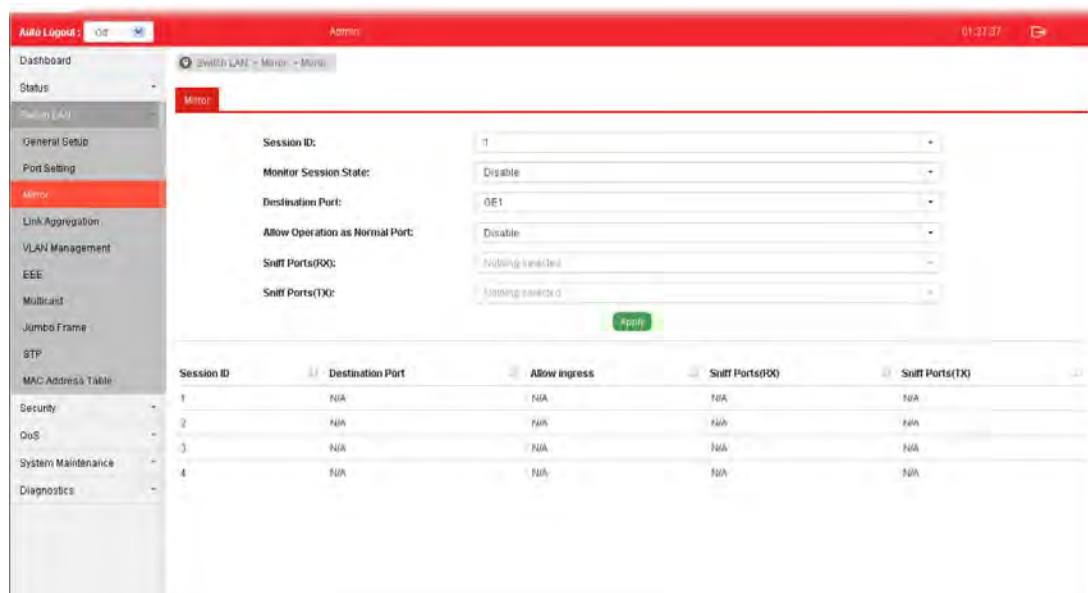 Auto Logout : Off Admin 01:37:37
Dashboard
Switch LAN » Mirror » Mirror
Status
Mirror
Switch LAN
General Setup
Session ID: 1
Port Setting
Monitor Session State: Disable
Mirror
Destination Port: GE1
Link Aggregation
Allow Operation as Normal Port: Disable
VLAN Management
Sniff Ports(RX): Nothing selected
EEE
Sniff Ports(TX): Nothing selected
Multicast
Apply
Jumbo Frame
STP
MAC Address Table
Session ID Destination Port Allow ingress Sniff Ports(RX) Sniff Ports(TX)
1 N/A N/A N/A N/A
Security
2 N/A N/A N/A N/A
QoS
3 N/A N/A N/A N/A
System Maintenance
4 N/A N/A N/A N/A
Diagnostics